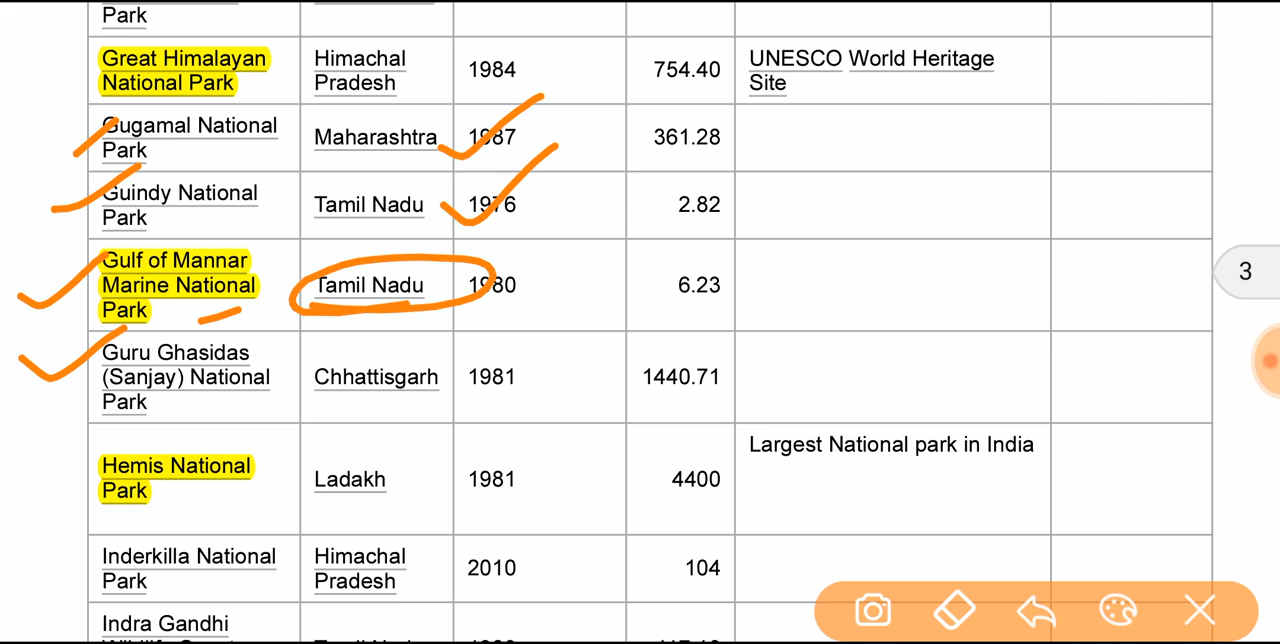 Park
Great Himalayan
National Park
Himachal
Pradesh
1984
754.40
UNESCO World Heritage
Site
Gugamal National
Park
Maharashtra
1987
361.28
Guindy National
Park
Tamil Nadu
1976
2.82
Gulf of Mannar
Marine National
Park
Tamil Nadu
1980
6.23
Guru Ghasidas
(Sanjay) National
Park
Chhattisgarh
1981
1440.71
Hemis National
Park
Ladakh
1981
4400
Largest National park in India
Inderkilla National
Park
Himachal
Pradesh
2010
104
Indra Gandhi
3